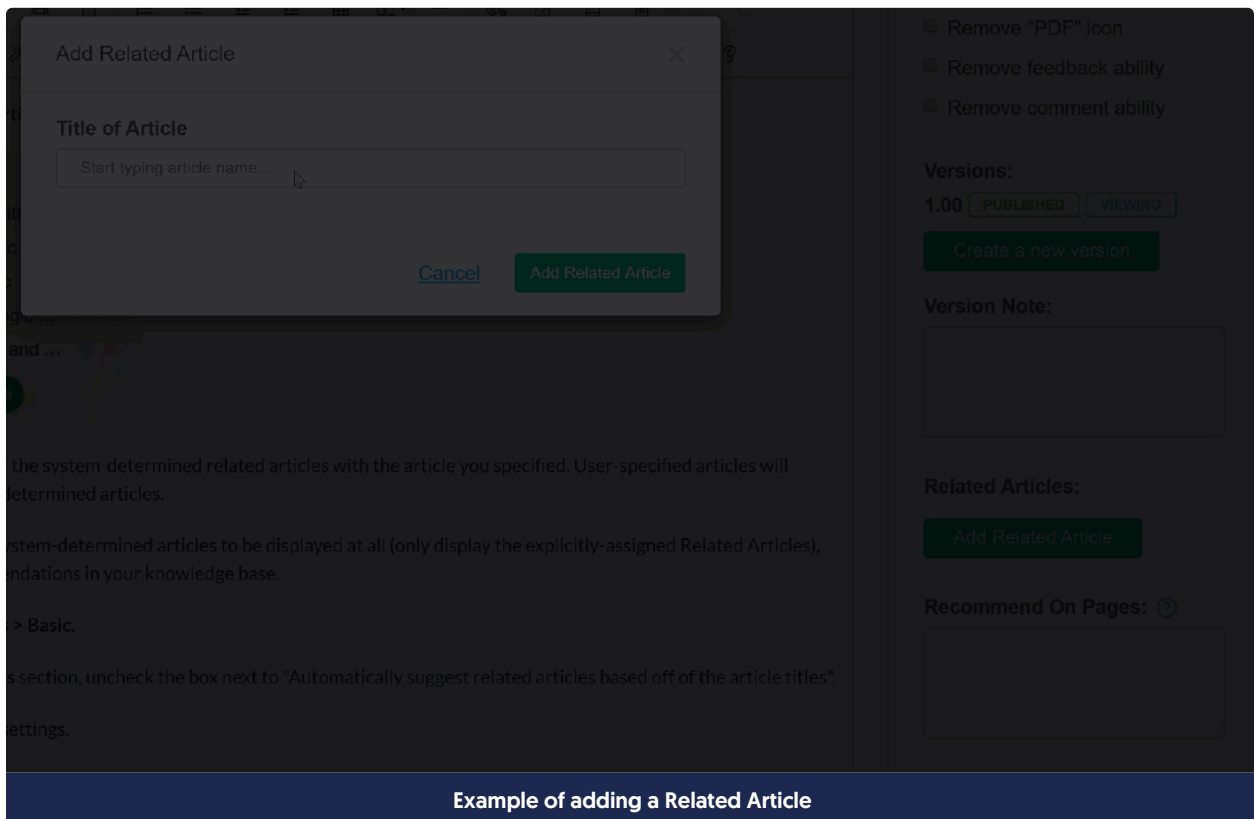 Add Related Article
Title of Article
Start typing article name...
Cancel
Add Related Article
and ...
the system-determined related articles with the article you specified. User-specified articles will
determined articles.
stem-determined articles to be displayed at all (only display the explicitly-assigned Related Articles),
endations in your knowledge base.
> Basic.
s section, uncheck the box next to "Automatically suggest related articles based off of the article titles".
settings.
Remove "PDF" icon
Remove feedback ability
Remove comment ability
Versions:
1.00 PUBLISHED VIEWING
Create a new version
Version Note:
Related Articles:
Add Related Article
Recommend On Pages:
Example of adding a Related Article